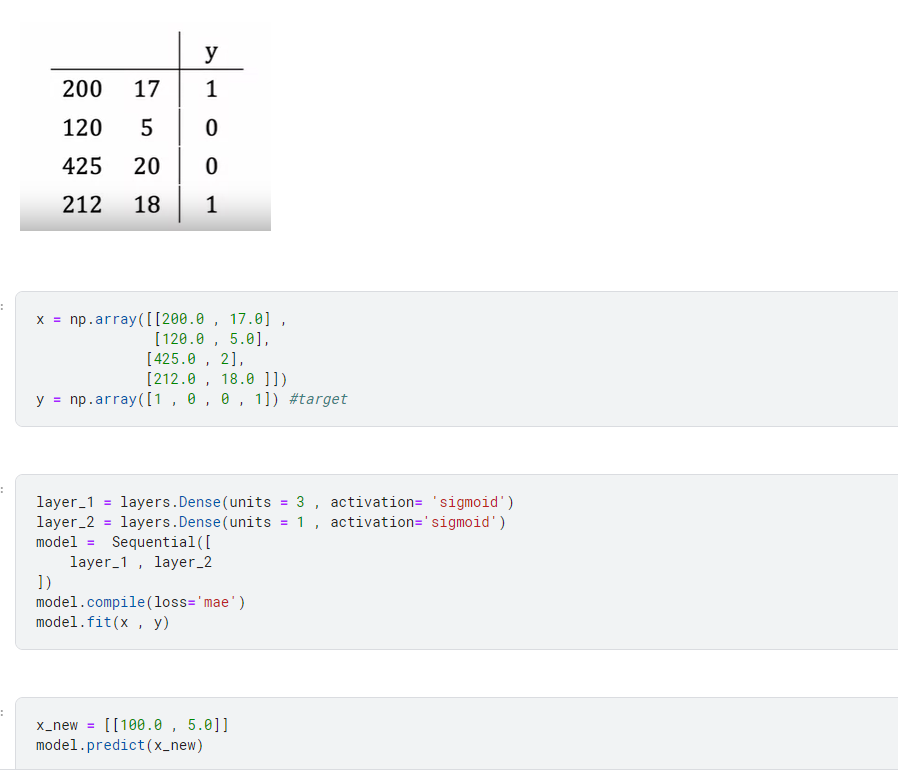 y
200 17 1
120 5 0
425 20 0
212 18 1
x = np.array([[200.0 , 17.0] ,
[120.0 , 5.0],
[425.0 , 2],
[212.0 , 18.0 ]])
y = np.array([1 , 0 , 0 , 1]) #target
layer_1 = layers.Dense(units = 3 , activation= 'sigmoid')
layer_2 = layers.Dense(units = 1 , activation='sigmoid')
model =  Sequential([
layer_1 , layer_2
])
model.compile(loss='mae')
model.fit(x , y)
x_new = [[100.0 , 5.0]]
model.predict(x_new)